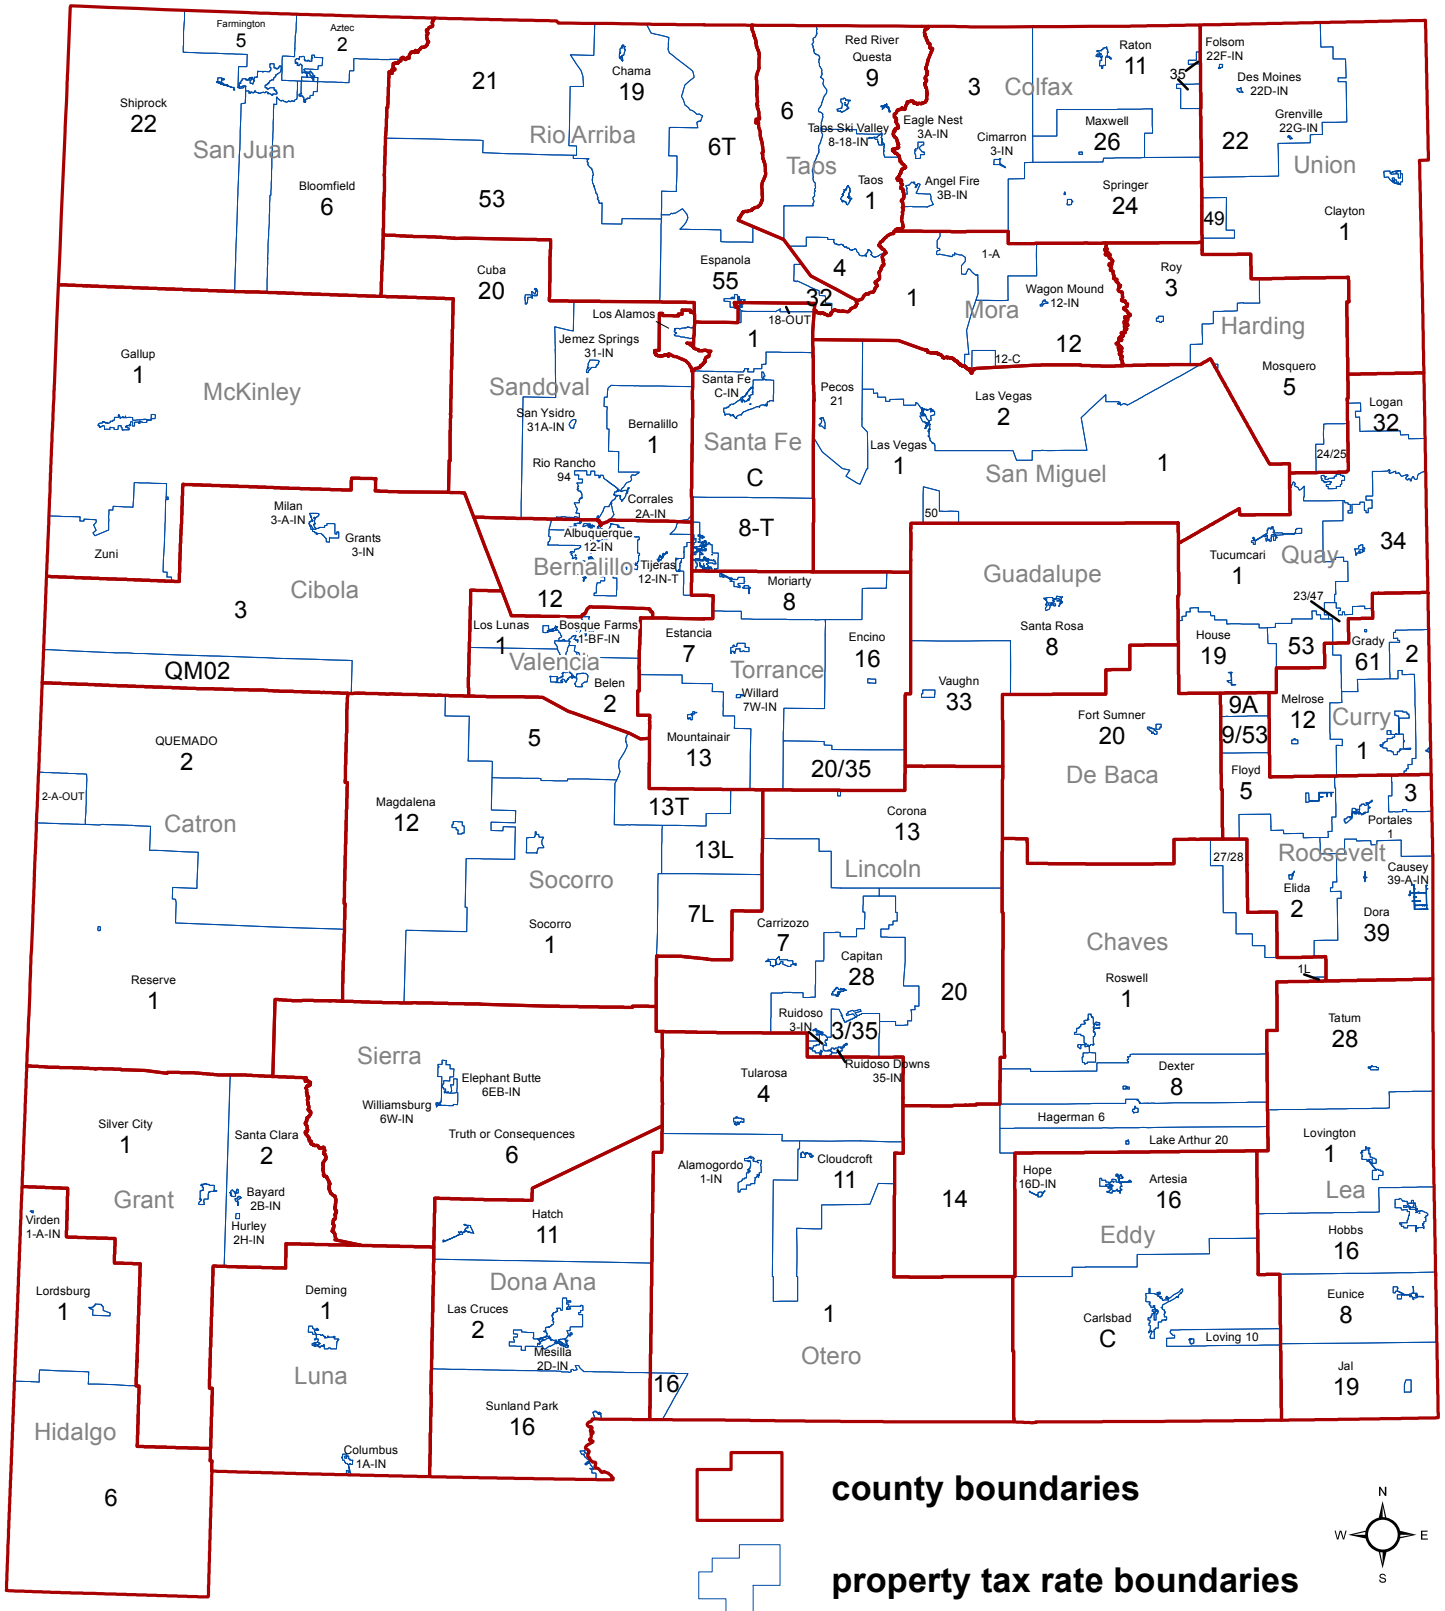 Farmington
5
Aztec
2
Shiprock
22
San Juan
Bloomfield
6
21
Chama
19
Rio Arriba
6T
53
Espanola
55
32
6
Red River
Questa
9
Taos Ski Valley
8-18-IN
Taos
Taos
1
4
3
Colfax
Raton
11
35
Eagle Nest
3A-IN
Cimarron
3-IN
Maxwell
26
Angel Fire
3B-IN
Springer
24
Folsom
22F-IN
Des Moines
22D-IN
Grenville
22G-IN
22
Union
49
Clayton
1
Cuba
20
Los Alamos
Jemez Springs
31-IN
Sandoval
San Ysidro
31A-IN
Bernalillo
1
Rio Rancho
94
Corrales
2A-IN
18-OUT
1
Santa Fe
C-IN
Santa Fe
C
8-T
1-A
1
Mora
Wagon Mound
12-IN
12
12-C
Roy
3
Harding
Mosquero
5
Gallup
1
McKinley
Zuni
Pecos
21
Las Vegas
2
Las Vegas
1
San Miguel
1
50
Logan
32
24/25
34
Tucumcari
1
Quay
23/47
House
19
53
Milan
3-A-IN
Grants
3-IN
Cibola
3
QM02
Albuquerque
12-IN
Bernalillo
Tijeras
12-IN-T
12
Los Lunas
1
Bosque Farms
1-BF-IN
Valencia
Belen
2
Moriarty
8
Estancia
7
Torrance
Willard
7W-IN
Encino
16
Mountainair
13
20/35
Guadalupe
Santa Rosa
8
Vaughn
33
Grady
61
2
Melrose
12
Curry
1
9A
9/53
Fort Sumner
20
De Baca
Floyd
5
3
Portales
1
Roosevelt
Causey
39-A-IN
Elida
2
Dora
39
QUEMADO
2
2-A-OUT
Catron
Reserve
1
5
Magdalena
12
13T
13L
Socorro
7L
Socorro
1
Corona
13
Lincoln
Carrizozo
7
Capitan
28
20
Ruidoso
3-IN
3/35
Ruidoso Downs
35-IN
27/28
Chaves
Roswell
1
1L
Dexter
8
Hagerman 6
Lake Arthur 20
14
Tatum
28
Lovington
1
Lea
Hobbs
16
Eunice
8
Jal
19
Sierra
Elephant Butte
6EB-IN
Williamsburg
6W-IN
Truth or Consequences
6
Tularosa
4
Alamogordo
1-IN
Cloudcroft
11
1
Otero
Hope
16D-IN
Artesia
16
Eddy
Carlsbad
C
Loving 10
Silver City
1
Santa Clara
2
Grant
Bayard
2B-IN
Hurley
2H-IN
Virden
1-A-IN
Lordsburg
1
Hidalgo
6
Deming
1
Luna
Columbus
1A-IN
Hatch
11
Dona Ana
Las Cruces
2
Mesilla
2D-IN
16
Sunland Park
16
county boundaries
property tax rate boundaries
N
W
E
S